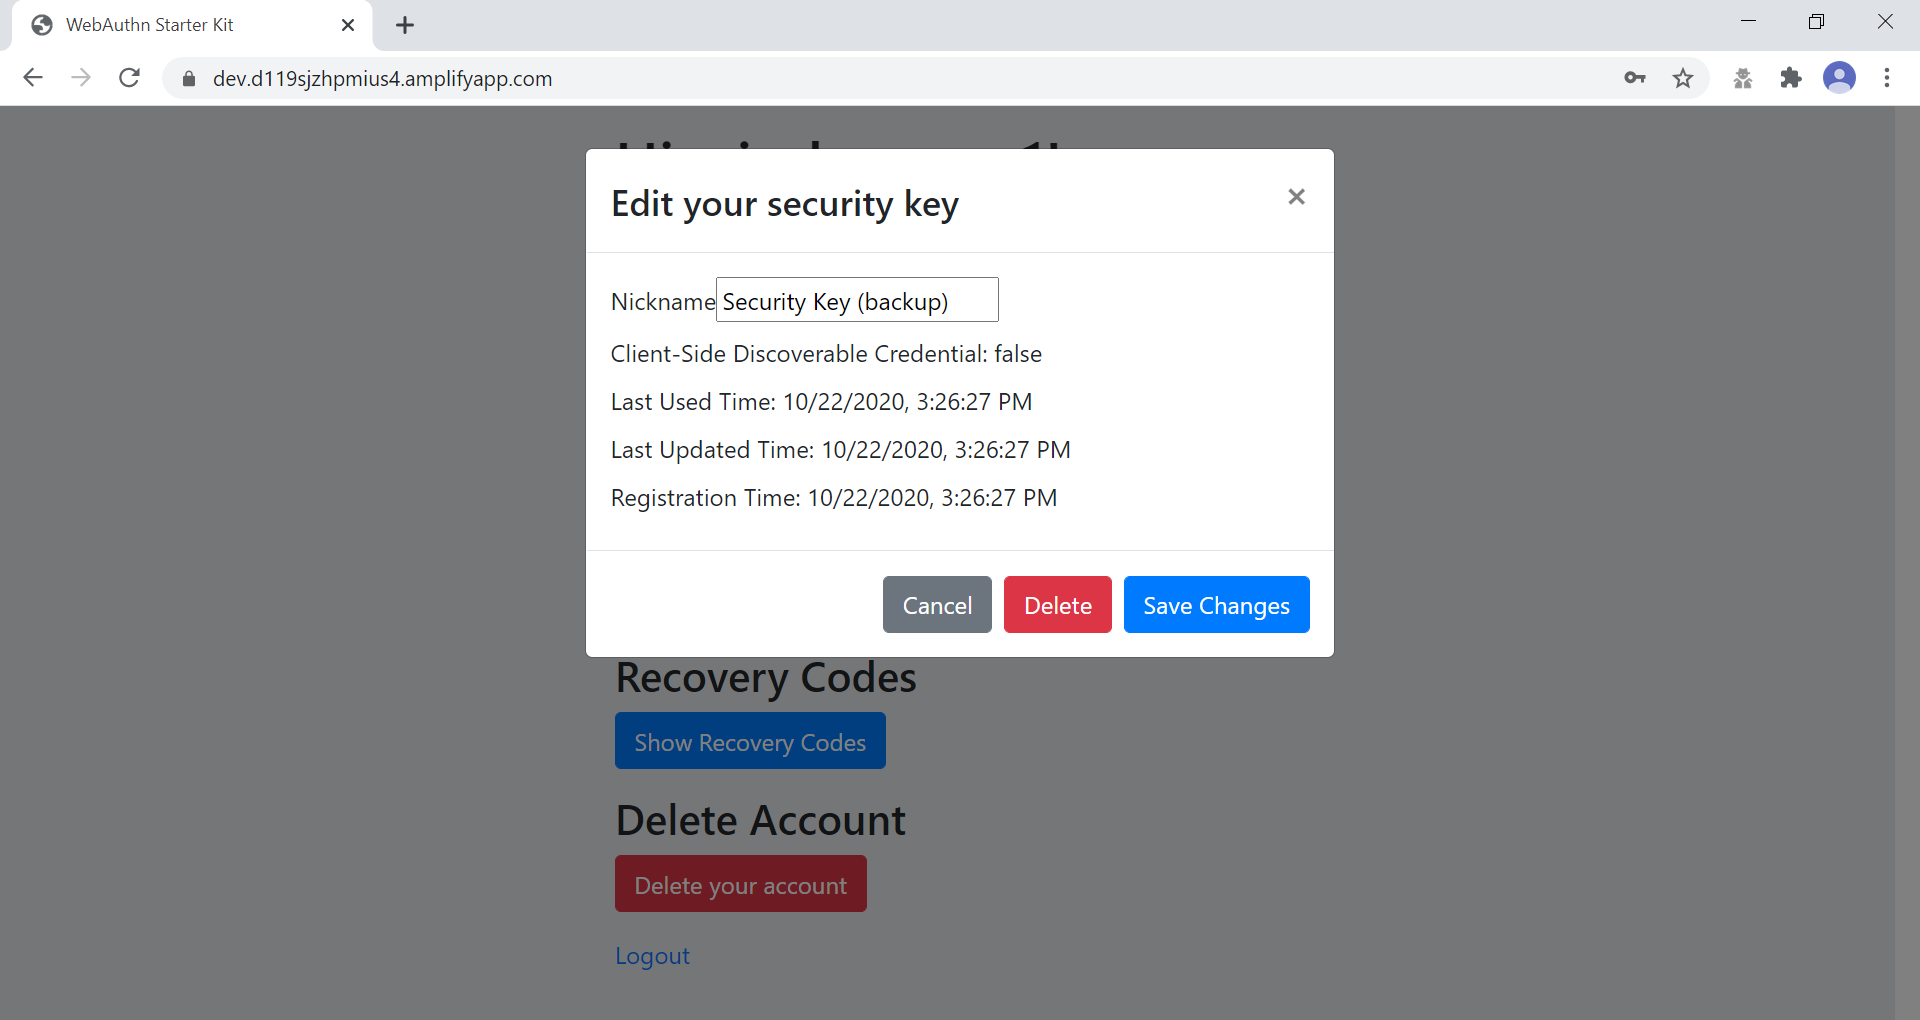 WebAuthn Starter Kit
dev.d119sjzhpmius4.amplifyapp.com
Edit your security key
×
Nickname Security Key (backup)
Client-Side Discoverable Credential: false
Last Used Time: 10/22/2020, 3:26:27 PM
Last Updated Time: 10/22/2020, 3:26:27 PM
Registration Time: 10/22/2020, 3:26:27 PM
Cancel Delete Save Changes
Recovery Codes
Show Recovery Codes
Delete Account
Delete your account
Logout